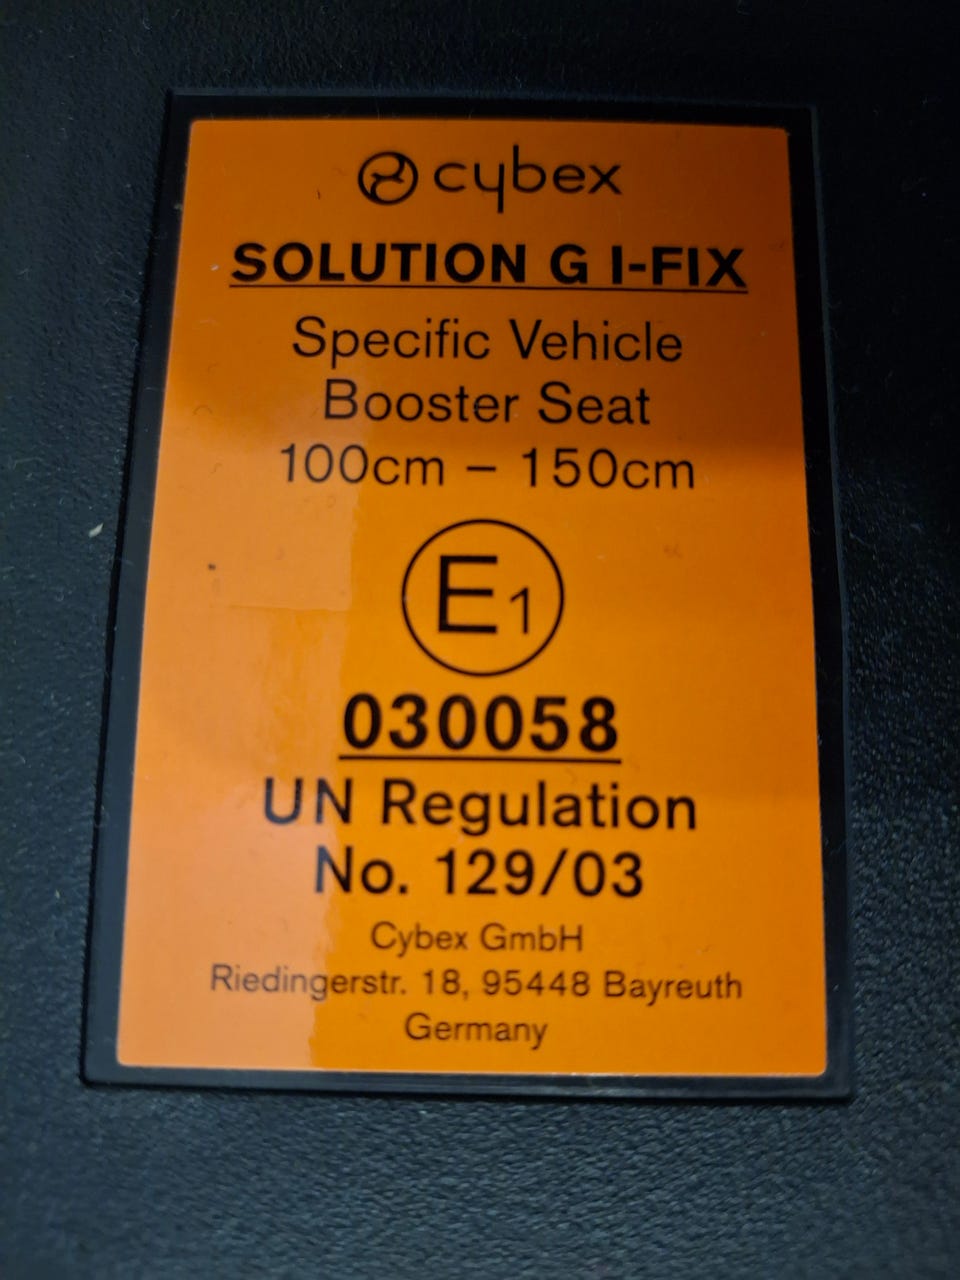 cybex
SOLUTION G I-FIX
Specific Vehicle
Booster Seat
100cm – 150cm
E1
030058
UN Regulation
No. 129/03
Cybex GmbH
Riedingerstr. 18, 95448 Bayreuth
Germany